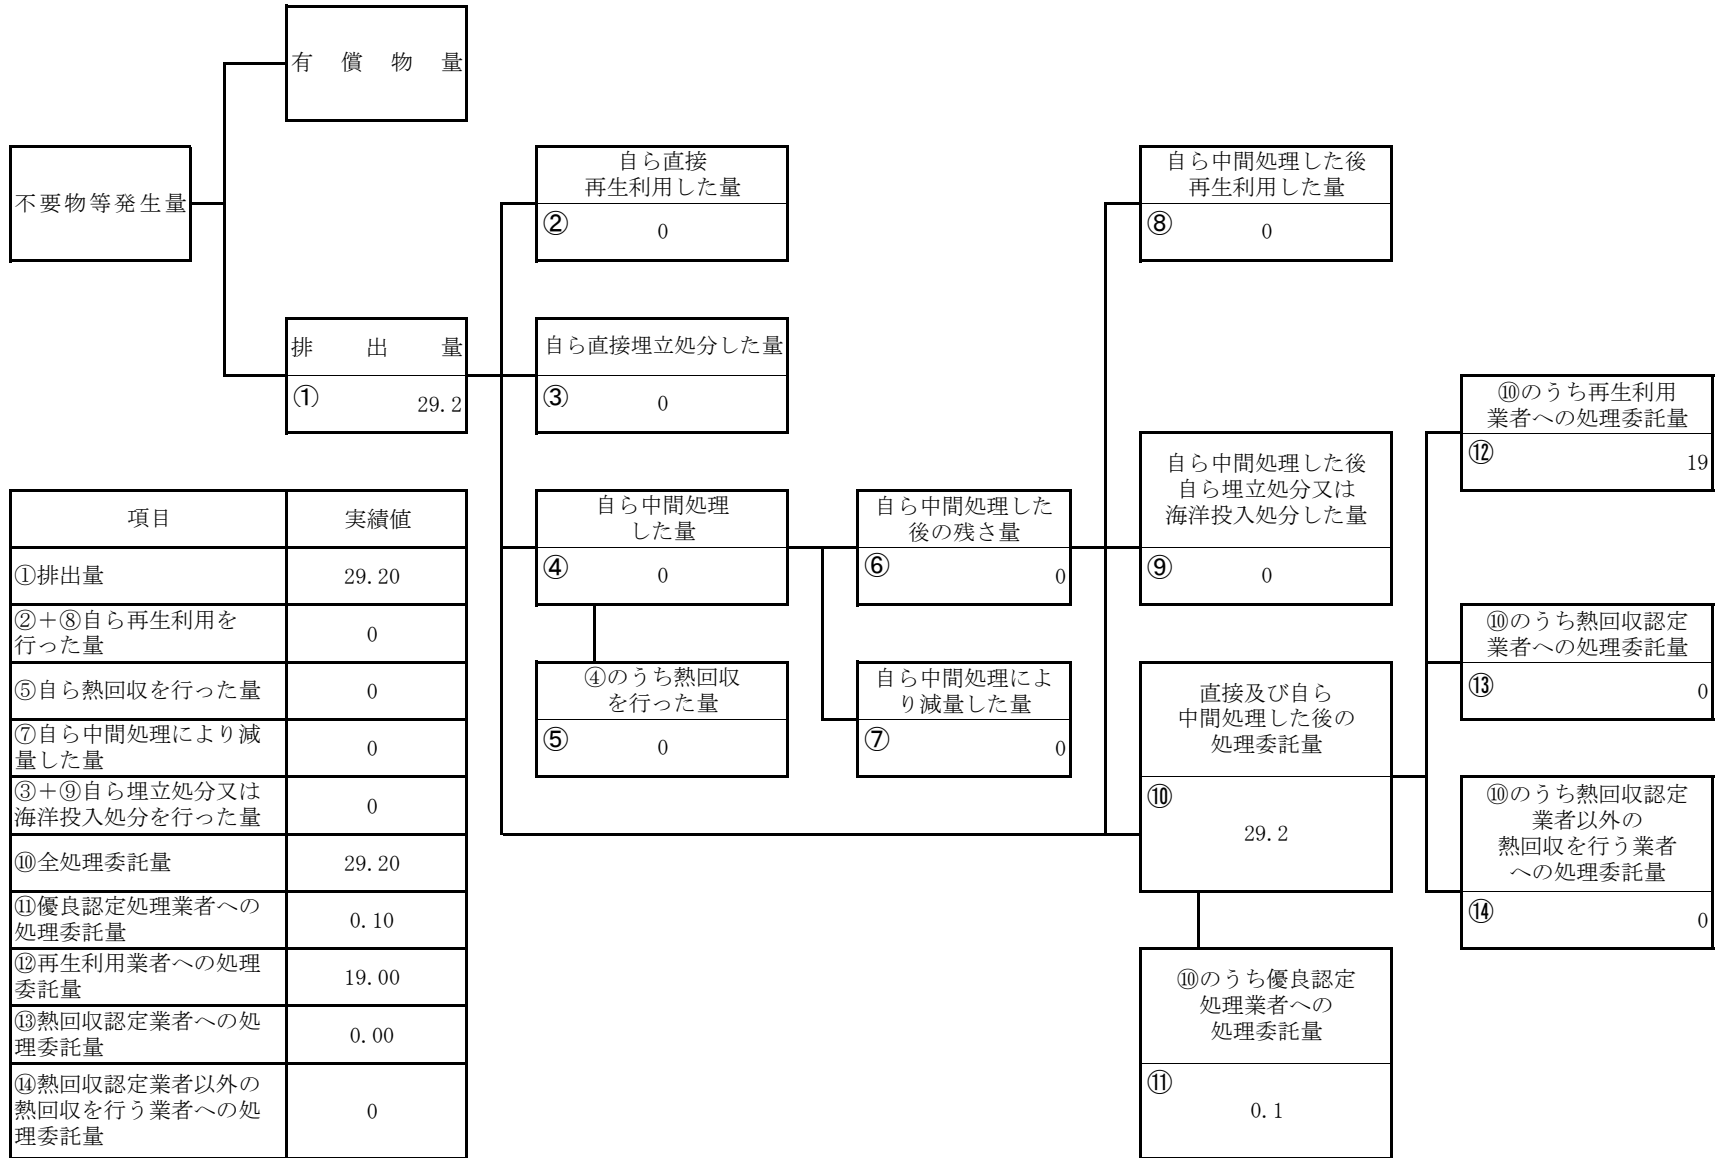 有償物量
不要物等発生量
排出量
① 29.2
自ら直接
再生利用した量
② 0
自ら直接埋立処分した量
③ 0
自ら中間処理
した量
④ 0
④のうち熱回収
を行った量
⑤ 0
自ら中間処理した
後の残さ量
⑥ 0
自ら中間処理によ
り減量した量
⑦ 0
自ら中間処理した後
再生利用した量
⑧ 0
自ら中間処理した後
自ら埋立処分又は
海洋投入処分した量
⑨ 0
直接及び自ら
中間処理した後の
処理委託量
⑩
29.2
⑩のうち優良認定
処理業者への
処理委託量
⑪
0.1
⑩のうち再生利用
業者への処理委託量
⑫ 19
⑩のうち熱回収認定
業者への処理委託量
⑬ 0
⑩のうち熱回収認定
業者以外の
熱回収を行う業者
への処理委託量
⑭ 0
項目 実績値
①排出量 29.20
②＋⑧自ら再生利用を
行った量 0
⑤自ら熱回収を行った量 0
⑦自ら中間処理により減
量した量 0
③＋⑨自ら埋立処分又は
海洋投入処分を行った量 0
⑩全処理委託量 29.20
⑪優良認定処理業者への
処理委託量 0.10
⑫再生利用業者への処理
委託量 19.00
⑬熱回収認定業者への処
理委託量 0.00
⑭熱回収認定業者以外の
熱回収を行う業者への処
理委託量 0